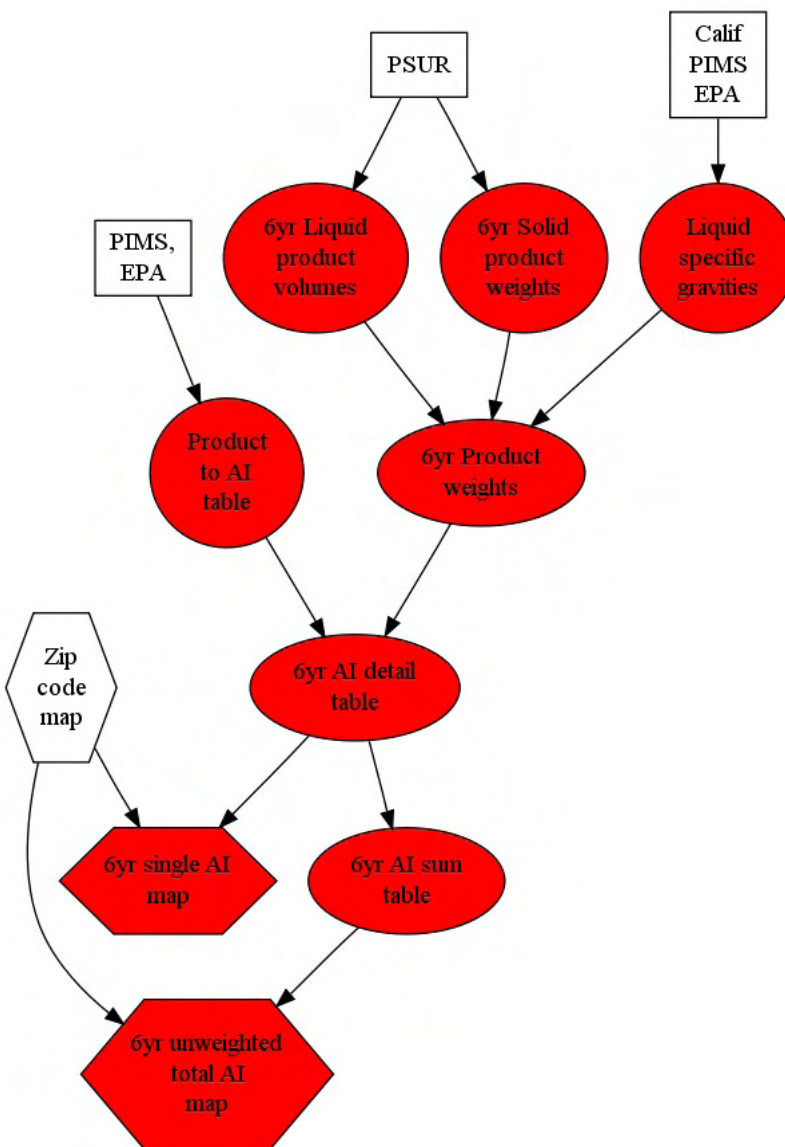 PSUR
Calif
PIMS
EPA
PIMS,
EPA
6yr Liquid
product
volumes
6yr Solid
product
weights
Liquid
specific
gravities
Product
to AI
table
6yr Product
weights
Zip
code
map
6yr AI detail
table
6yr single AI
map
6yr AI sum
table
6yr unweighted
total AI
map